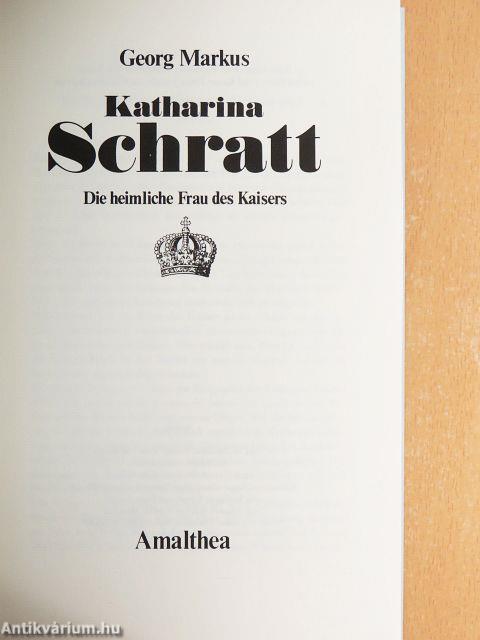 Georg Markus
Katharina
Schratt
Die heimliche Frau des Kaisers
Amalthea
Antikvárium.hu